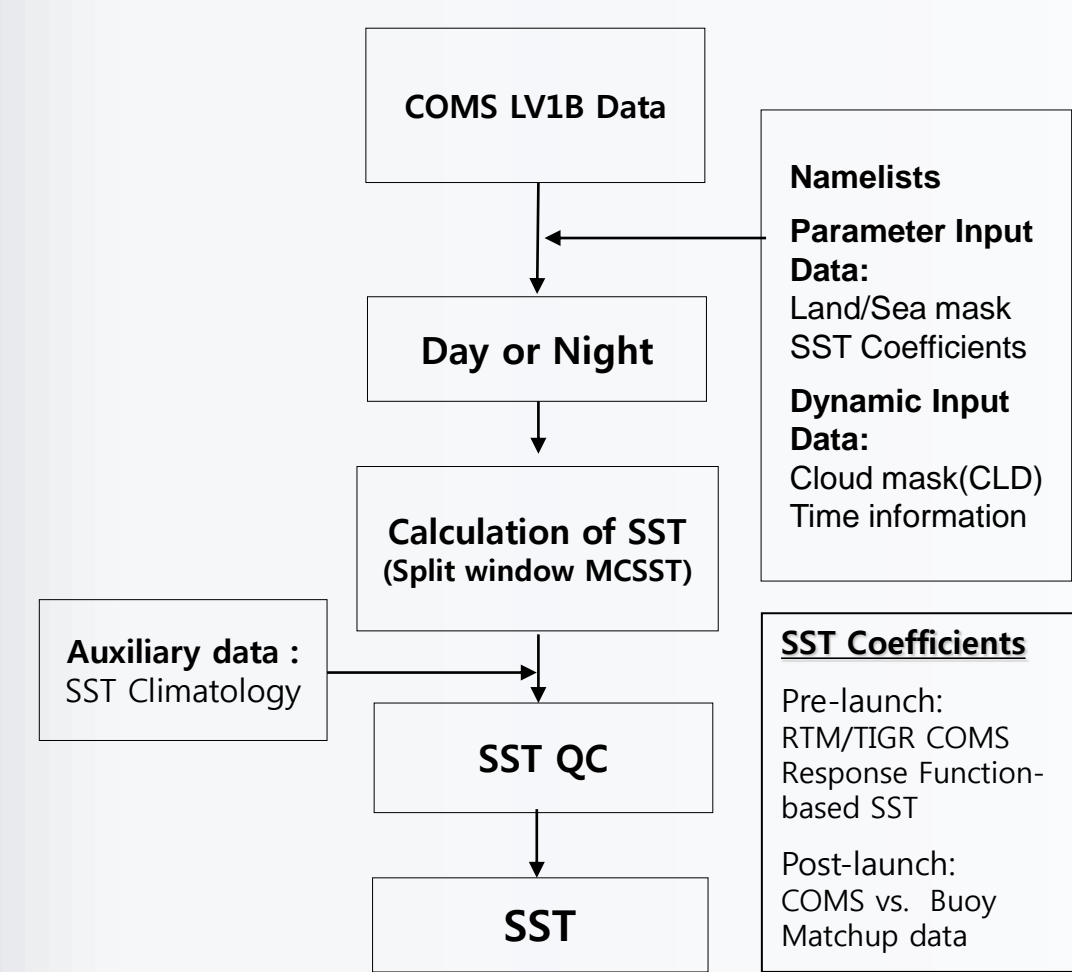 COMS LV1B Data
Namelists
Parameter Input
Data:
Land/Sea mask
SST Coefficients
Dynamic Input
Data:
Cloud mask(CLD)
Time information
Day or Night
Calculation of SST
(Split window MCSST)
Auxiliary data :
SST Climatology
SST QC
SST
SST Coefficients
Pre-launch:
RTM/TIGR COMS
Response Function-
based SST
Post-launch:
COMS vs. Buoy
Matchup data